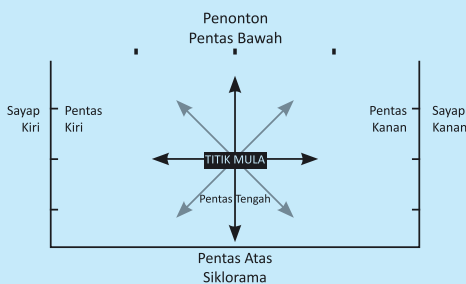 Penonton
Pentas Bawah
Sayap
Kiri
Pentas
Kiri
Pentas
Kanan
Sayap
Kanan
TITIK MULA
Pentas Tengah
Pentas Atas
Siklorama